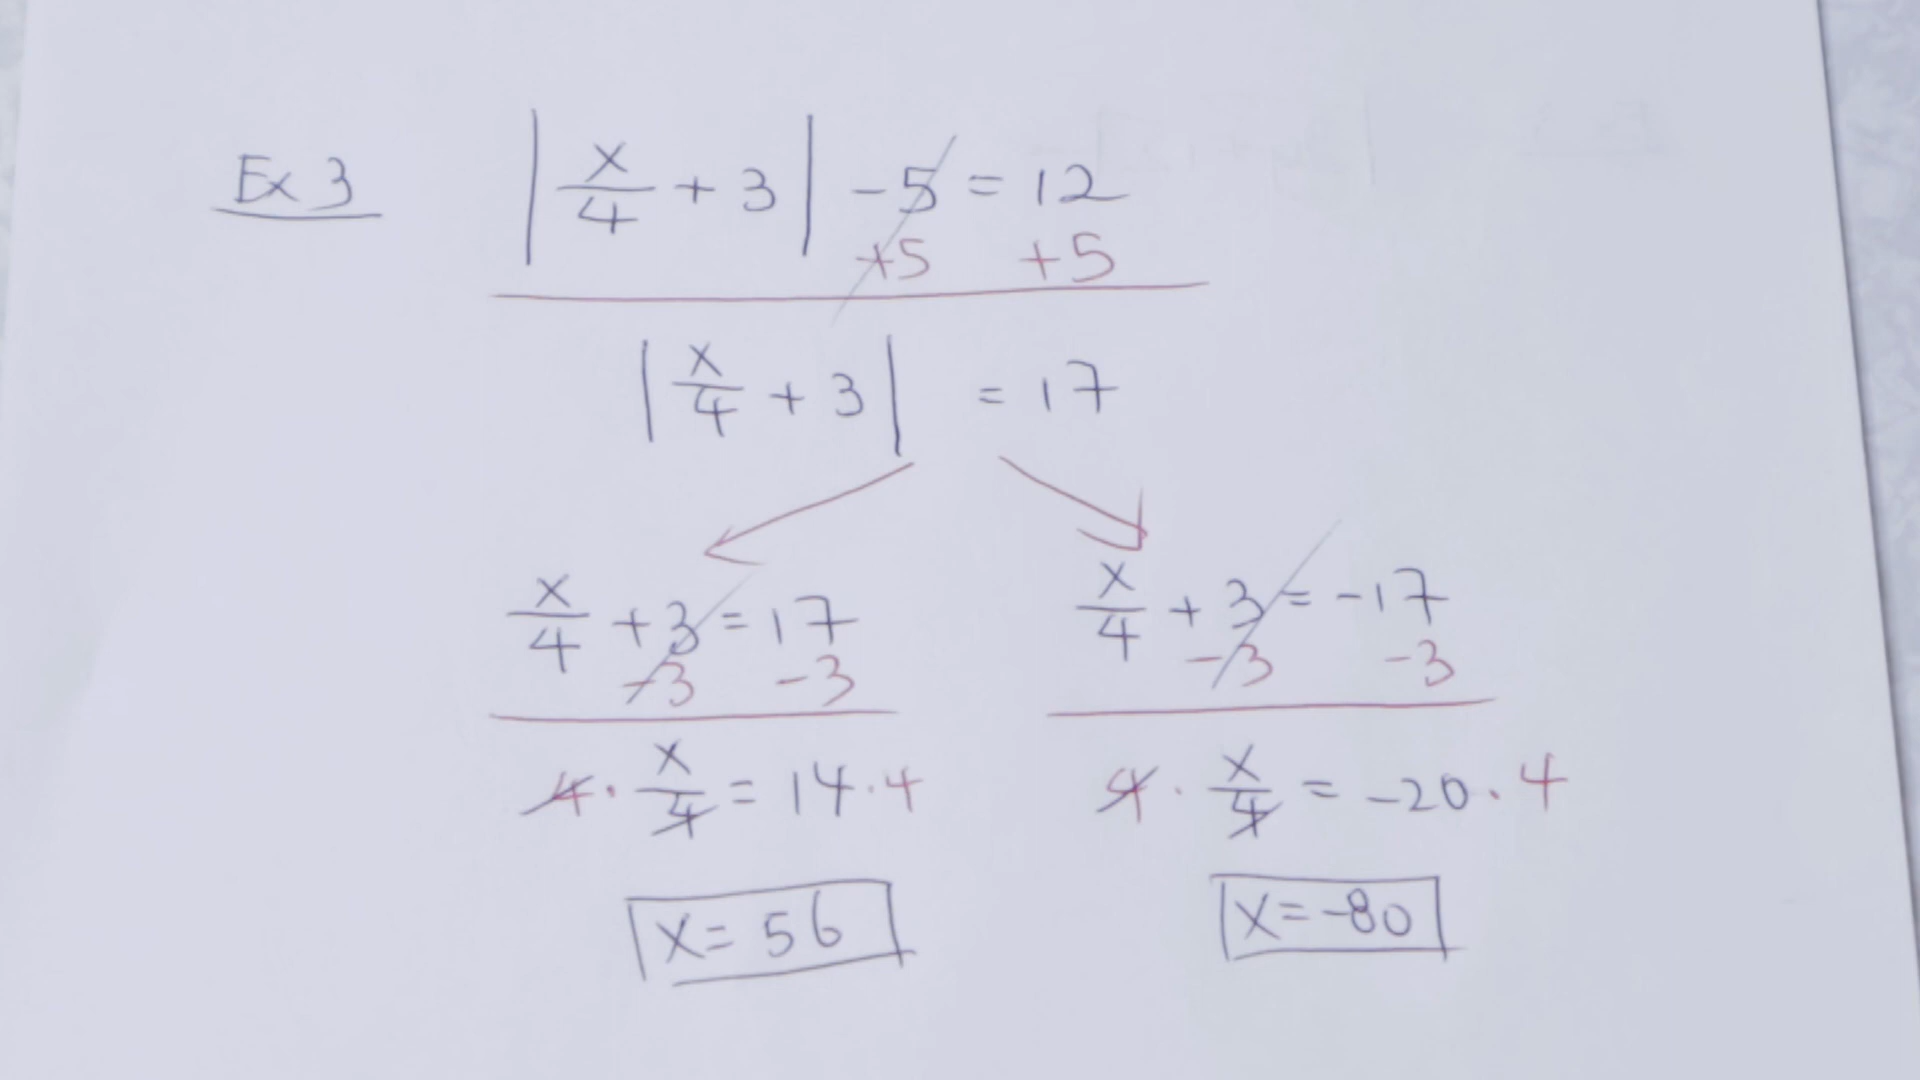 Ex 3 |x/4 + 3| - 5 = 12
+5 +5
|x/4 + 3| = 17
x/4 + 3 = 17
-3 -3
4 · x/4 = 14 · 4
x = 56
x/4 + 3 = -17
-3 -3
4 · x/4 = -20 · 4
x = -80